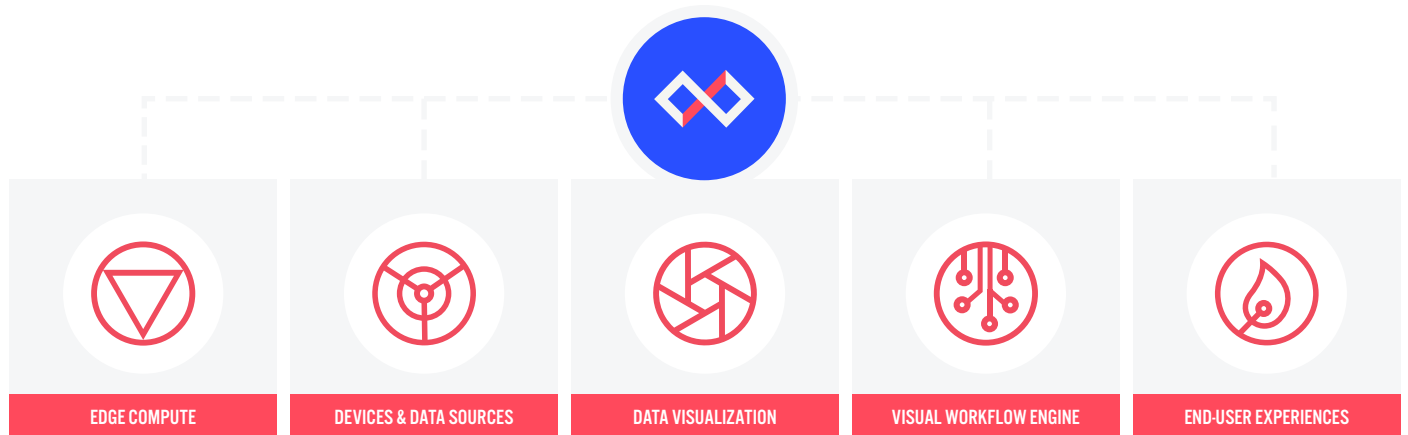 EDGE COMPUTE
DEVICES & DATA SOURCES
DATA VISUALIZATION
VISUAL WORKFLOW ENGINE
END-USER EXPERIENCES